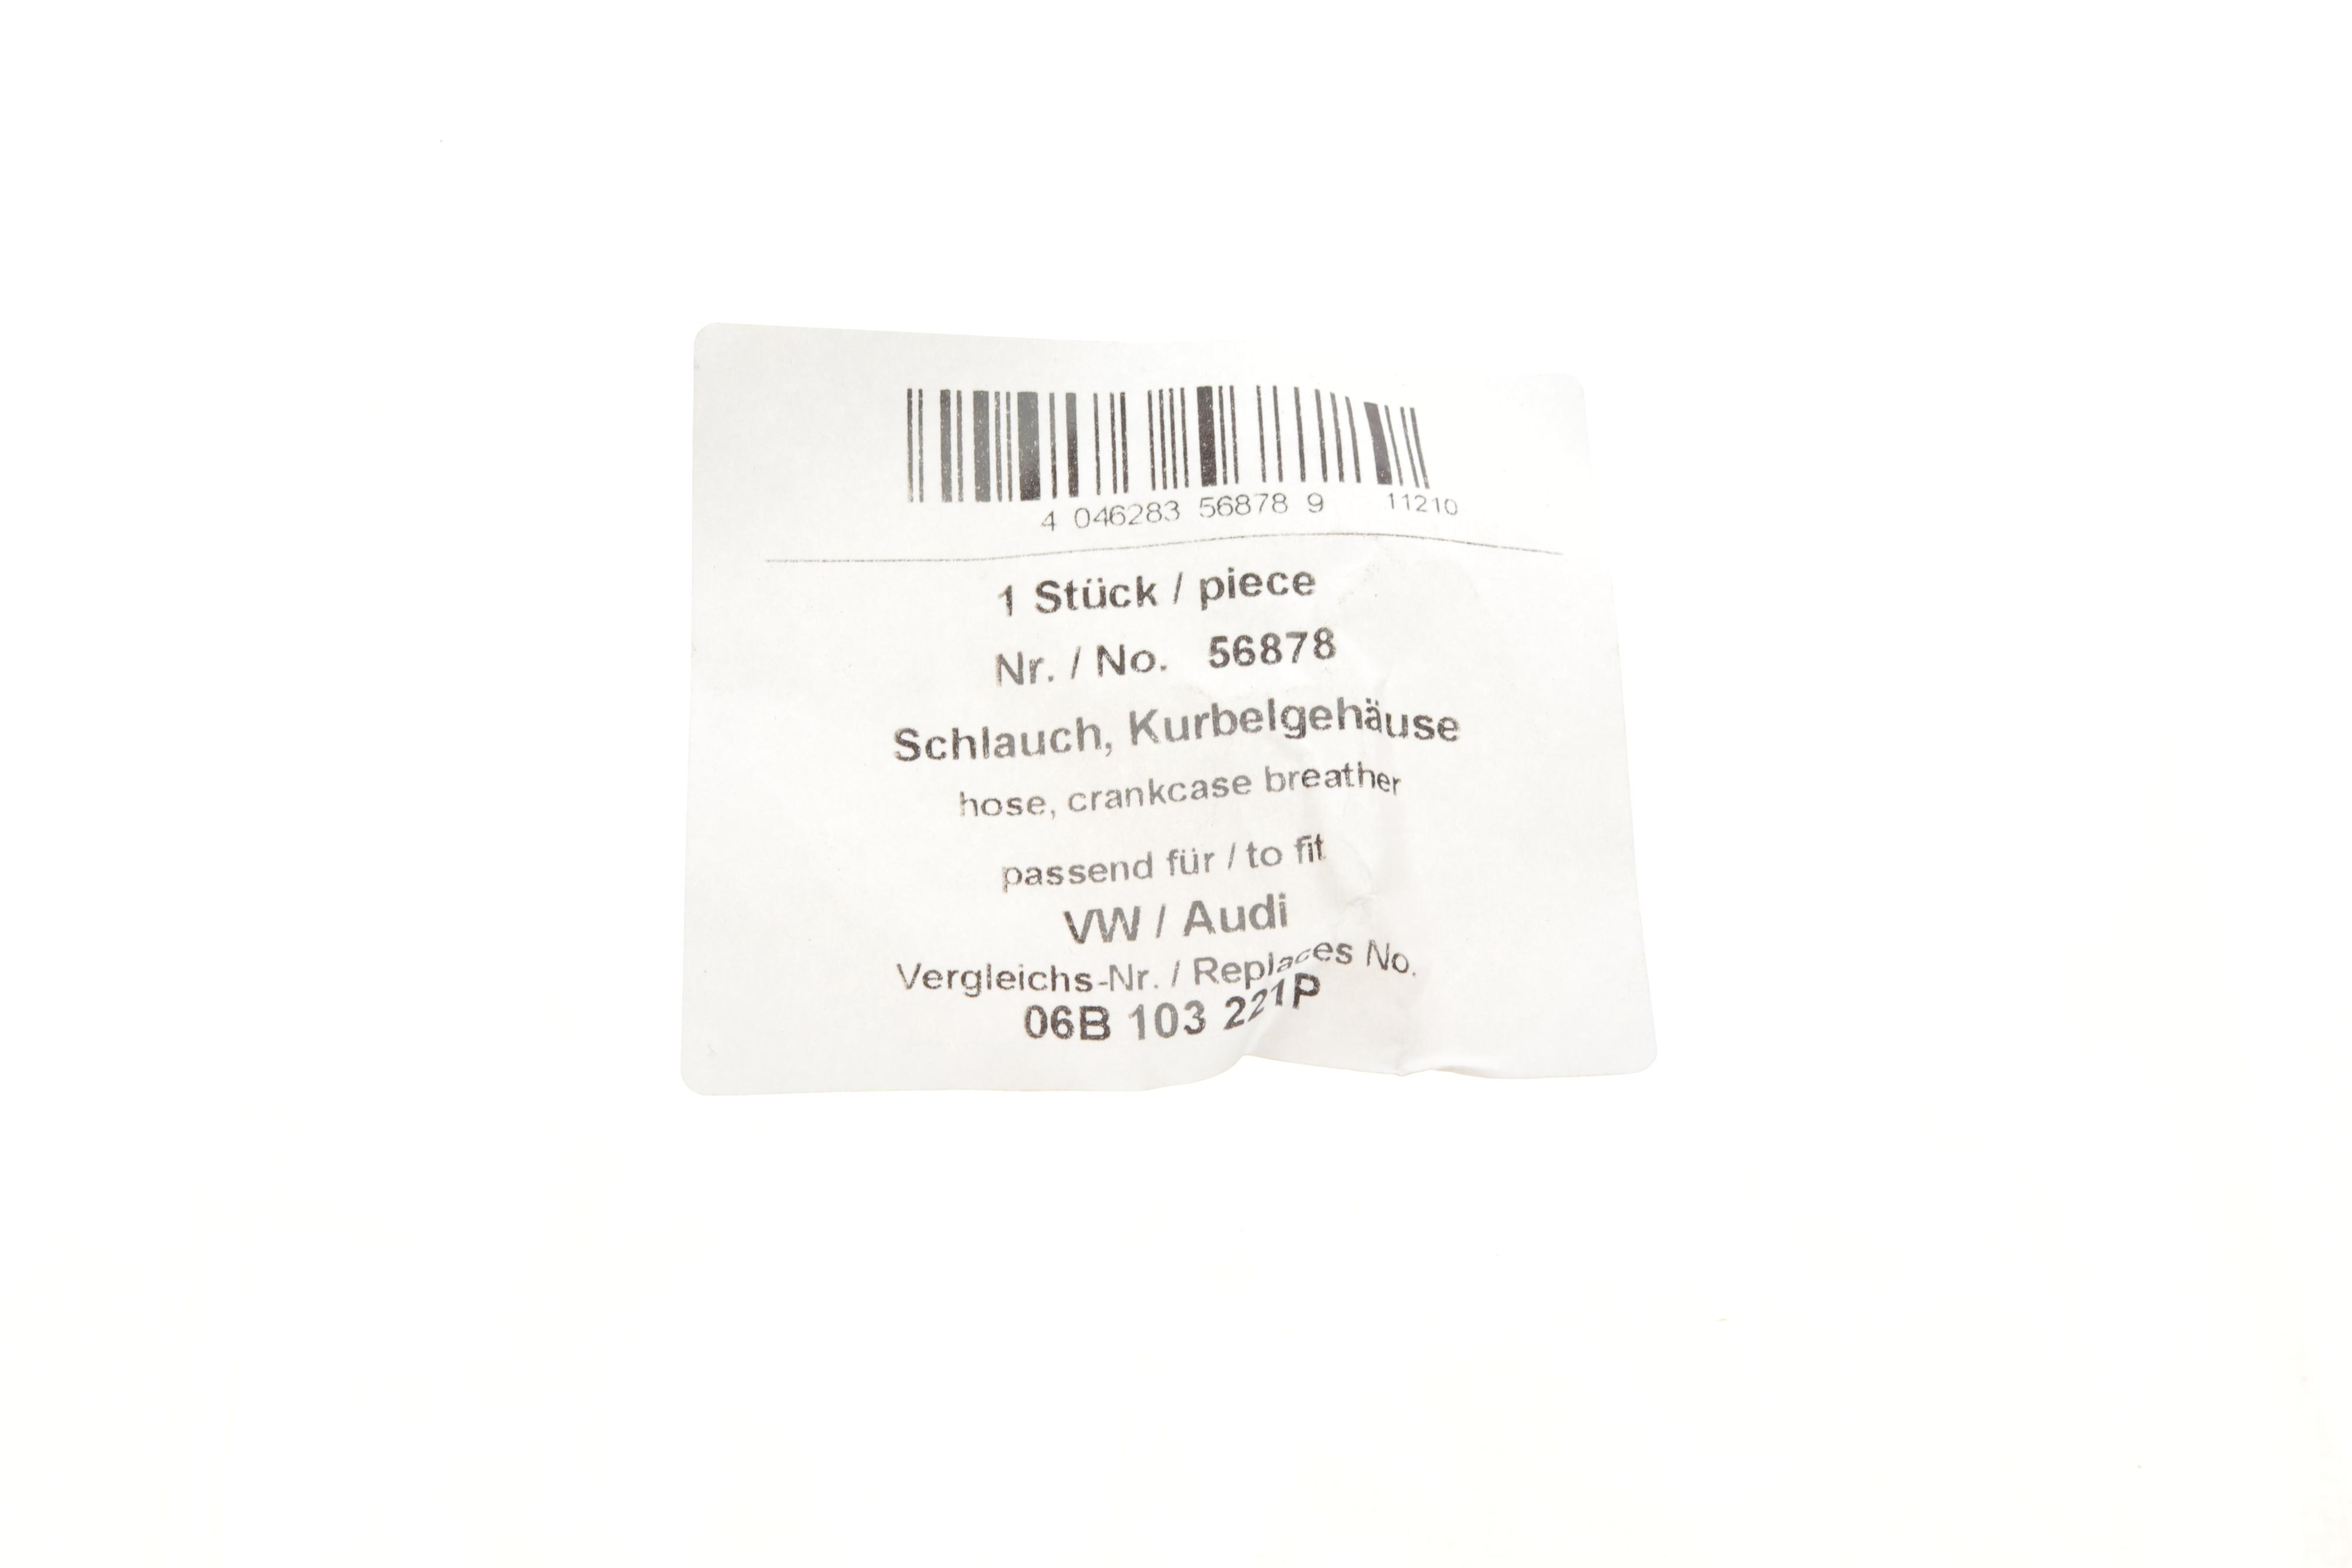 4 046283 56878 9 11210
1 Stück / piece
Nr. / No. 56878
Schlauch, Kurbelgehäuse
hose, crankcase breather
passend für / to fit
VW / Audi
Vergleichs-Nr. / Replaces No.
06B 103 221P